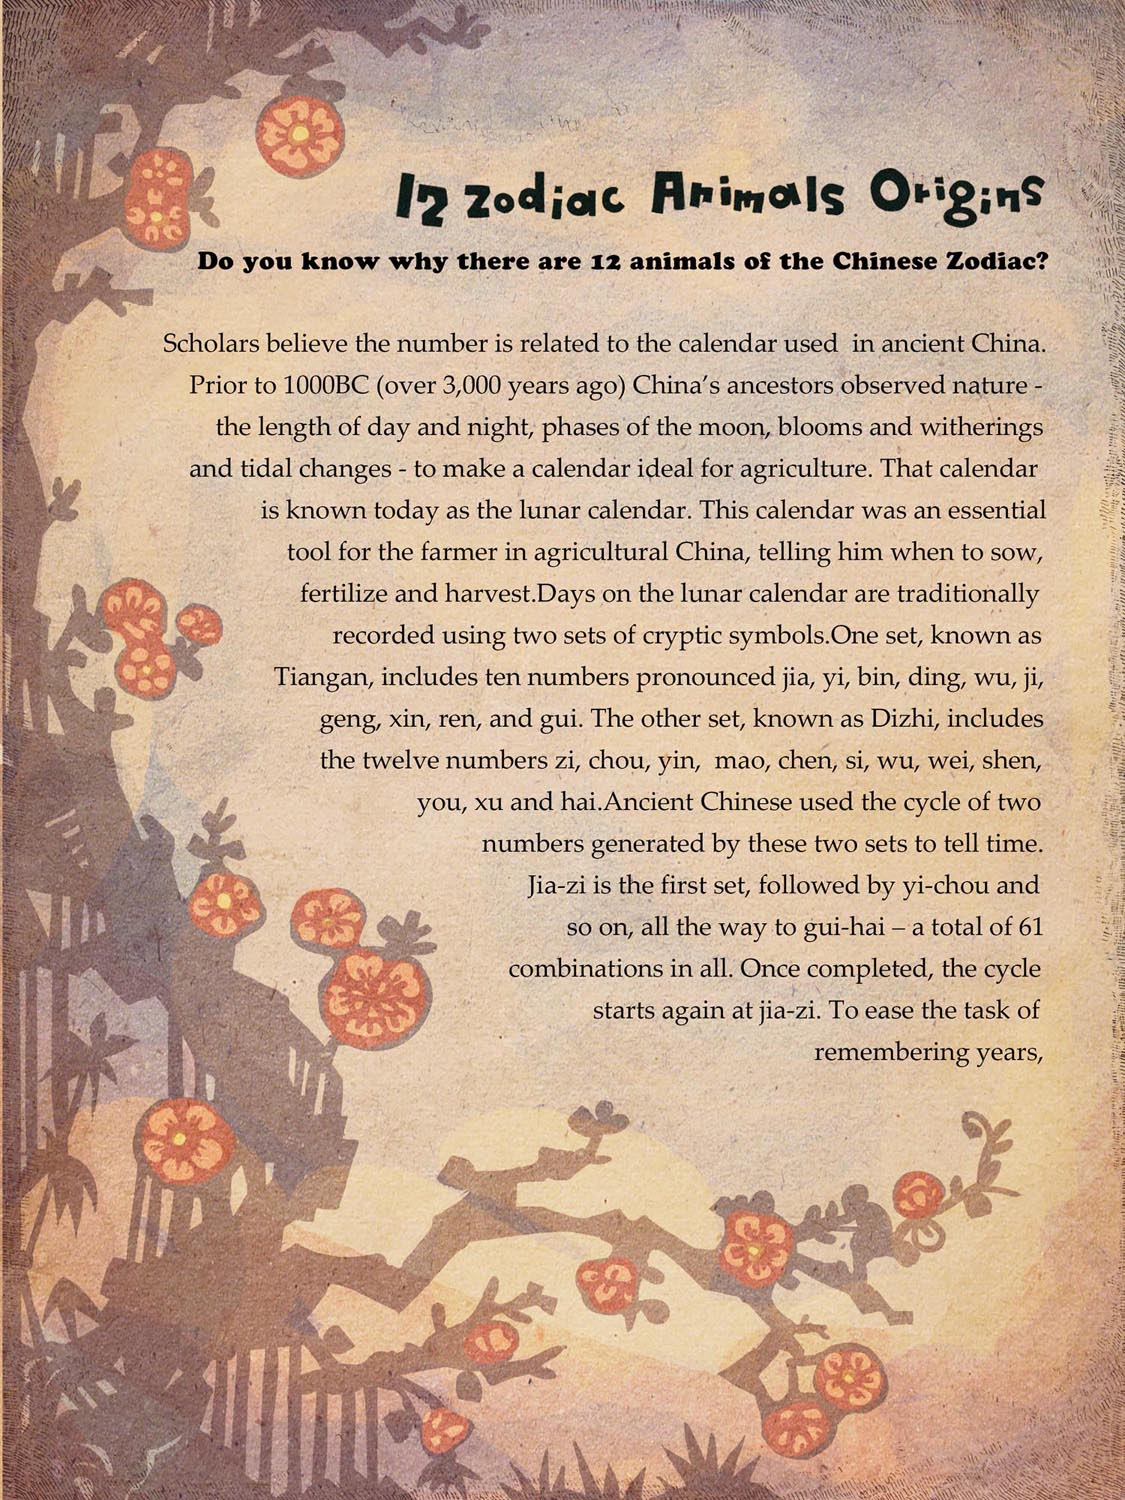 12 Zodiac Animals Origins
Do you know why there are 12 animals of the Chinese Zodiac?
Scholars believe the number is related to the calendar used  in ancient China.
Prior to 1000BC (over 3,000 years ago) China’s ancestors observed nature -
the length of day and night, phases of the moon, blooms and witherings
and tidal changes - to make a calendar ideal for agriculture. That calendar
is known today as the lunar calendar. This calendar was an essential
tool for the farmer in agricultural China, telling him when to sow,
fertilize and harvest.Days on the lunar calendar are traditionally
recorded using two sets of cryptic symbols.One set, known as
Tiangan, includes ten numbers pronounced jia, yi, bin, ding, wu, ji,
geng, xin, ren, and gui. The other set, known as Dizhi, includes
the twelve numbers zi, chou, yin,  mao, chen, si, wu, wei, shen,
you, xu and hai.Ancient Chinese used the cycle of two
numbers generated by these two sets to tell time.
Jia-zi is the first set, followed by yi-chou and
so on, all the way to gui-hai – a total of 61
combinations in all. Once completed, the cycle
starts again at jia-zi. To ease the task of
remembering years,